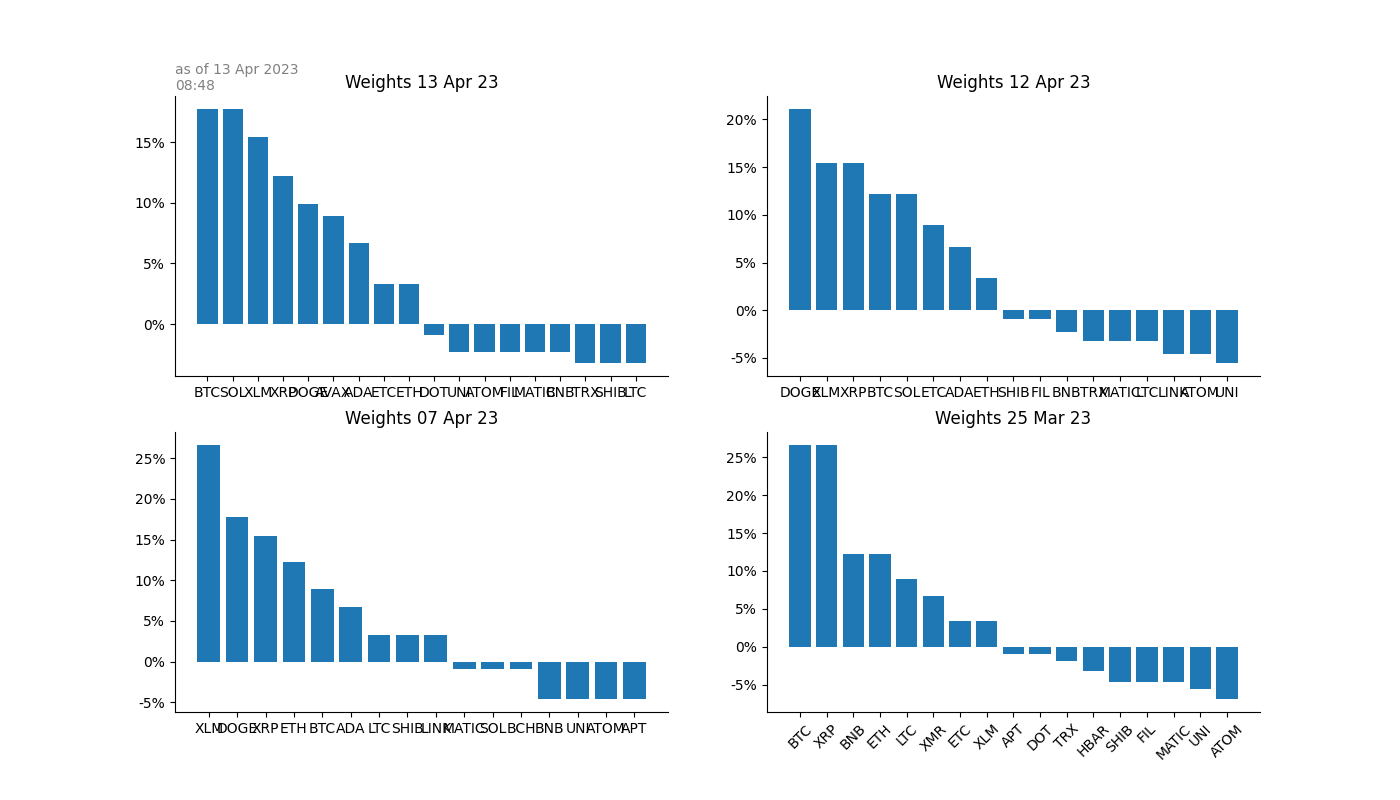 as of 13 Apr 2023
08:48
Weights 13 Apr 23
15%
10%
5%
0%
BTC SOL XLM XRP DOGE AVAX ADA ETC ETH DOT UNI ATOM FIL MATIC BNB TRX SHIB LTC
Weights 12 Apr 23
20%
15%
10%
5%
0%
-5%
DOGE XLM XRP BTC SOL ETC ADA ETH SHIB FIL BNB TRX MATIC LTC LINK ATOM UNI
Weights 07 Apr 23
25%
20%
15%
10%
5%
0%
-5%
XLM DOGE XRP ETH BTC ADA LTC SHIB LINK MATIC SOL BCH BNB UNI ATOM APT
Weights 25 Mar 23
25%
20%
15%
10%
5%
0%
-5%
BTC XRP BNB ETH LTC XMR ETC XLM APT DOT TRX HBAR SHIB FIL MATIC UNI ATOM